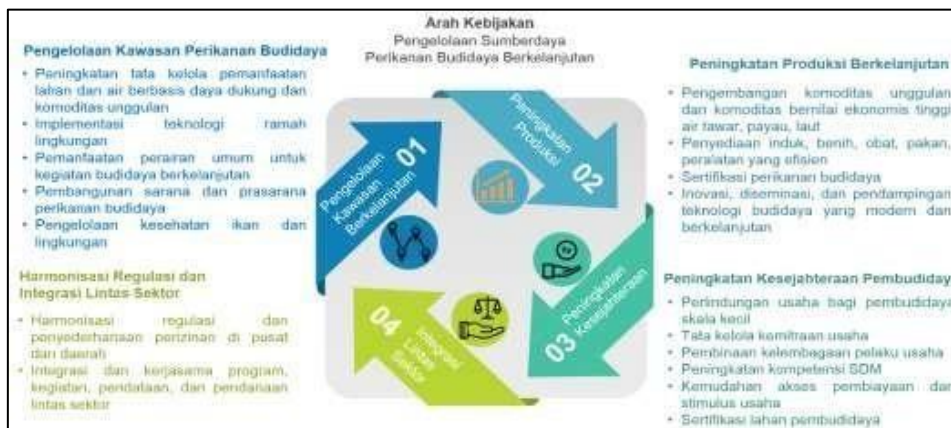 Arah Kebijakan
Pengelolaan Sumberdaya
Perikanan Budidaya Berkelanjutan
Pengelolaan Kawasan Perikanan Budidaya
• Peningkatan tata kelola pemanfaatan
lahan dan air berbasis daya dukung dan
komoditas unggulan
• Implementasi teknologi ramah
lingkungan
• Pemanfaatan perairan umum untuk
kegiatan budidaya berkelanjutan
• Pembangunan sarana dan prasarana
perikanan budidaya
• Pengelolaan kesehatan ikan dan
lingkungan
01
Pengelolaan
Kawasan
Berkelanjutan
Peningkatan
Produksi
02
Peningkatan Produksi Berkelanjutan
• Pengembangan komoditas unggulan
dan komoditas bernilai ekonomis tingg
air tawar, payau, laut
• Penyediaan induk, benih, obat, pakan,
peralatan yang efisien
• Sertifikasi perikanan budidaya
• Inovasi, diseminasi, dan pendampingan
teknologi budidaya yang modern dan
berkelanjutan
Peningkatan
Kesejahteraan
03
Peningkatan Kesejahteraan Pembudiday
• Perlindungan usaha bagi pembudidaya
skala kecil
• Tata kelola kemitraan usaha
• Pembinaan kelembagaan pelaku usaha
• Peningkatan kompetensi SDM
• Kemudahan akses pembiayaan dan
stimulus usaha
• Sertifikasi lahan pembudidaya
04
Integrasi
Lintas
Sektor
Harmonisasi Regulasi dan
Integrasi Lintas Sektor
• Harmonisasi regulasi dan
penyederhanaan perizinan di pusat
dan daerah
• Integrasi dan kerjasama program,
kegiatan, pendataan, dan pendanaan
lintas sektor